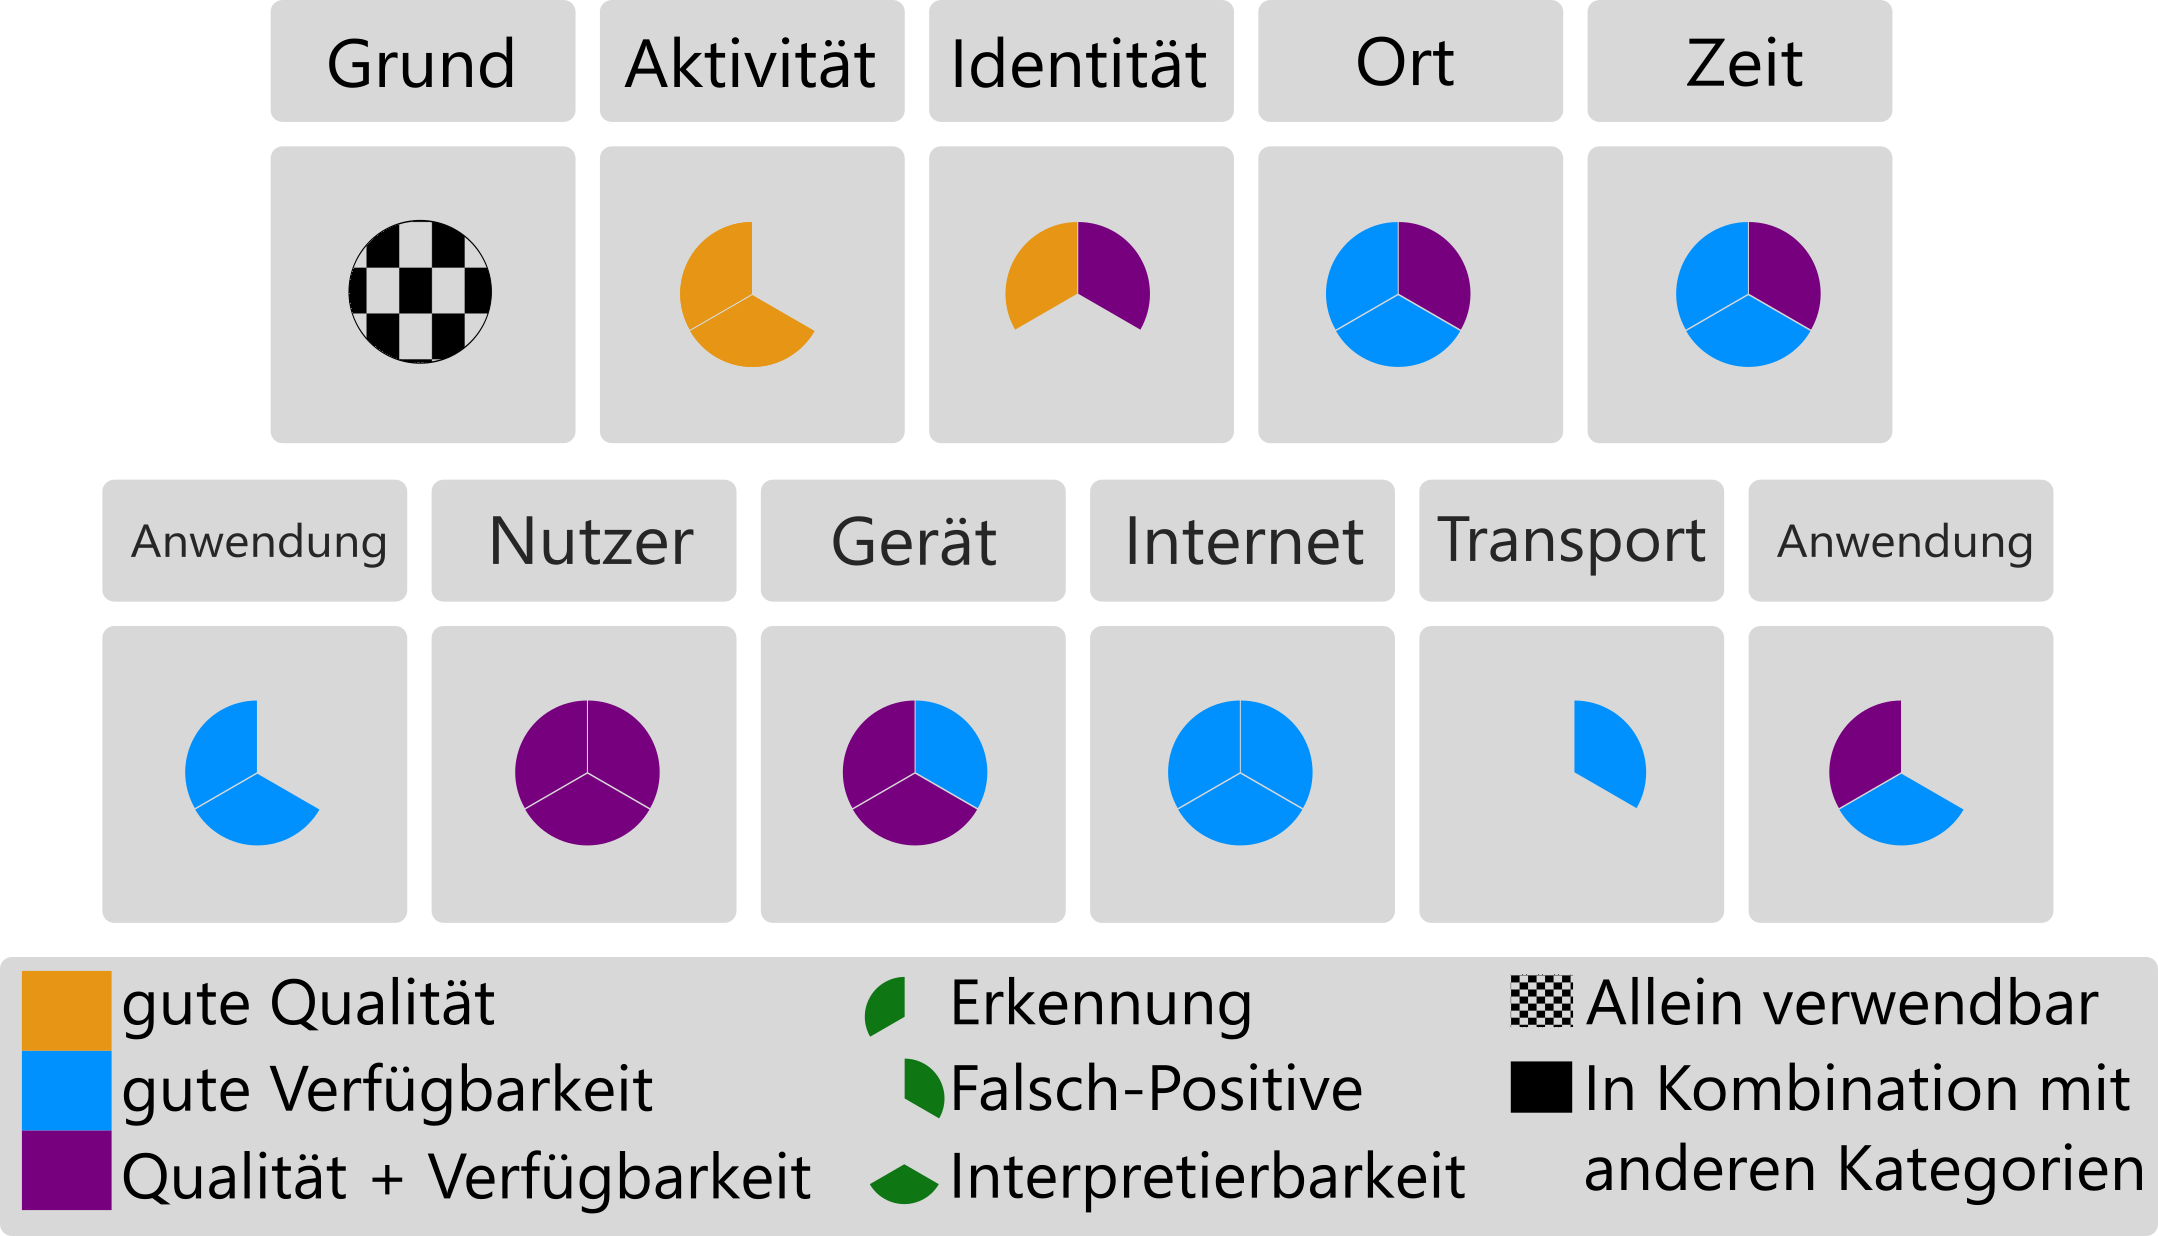 Grund
Aktivität
Identität
Ort
Zeit
Anwendung
Nutzer
Gerät
Internet
Transport
Anwendung
gute Qualität
gute Verfügbarkeit
Qualität + Verfügbarkeit
Erkennung
Falsch-Positive
Interpretierbarkeit
Allein verwendbar
In Kombination mit
anderen Kategorien